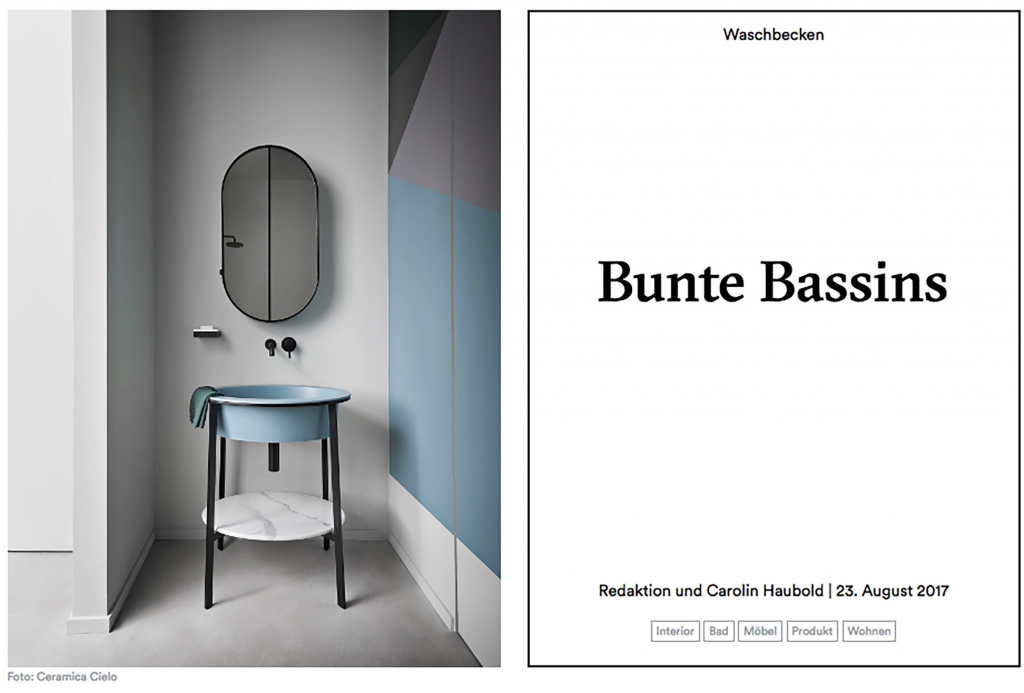 Waschbecken
Bunte Bassins
Redaktion und Carolin Haubold | 23. August 2017
Interior Bad Möbel Produkt Wohnen
Foto: Ceramica Cielo